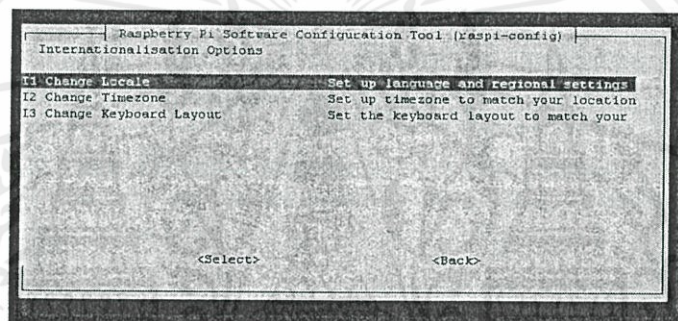 Raspberry Pi Software Configuration Tool (raspi-config)
Internationalisation Options
I1 Change Locale Set up language and regional settings
I2 Change Timezone Set up timezone to match your location
I3 Change Keyboard Layout Set the keyboard layout to match your
<Select> <Back>